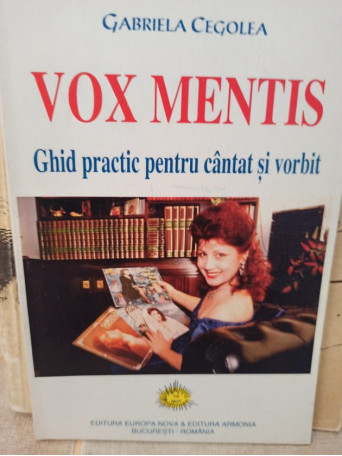 GABRIELA CEGOLEA
VOX MENTIS
Ghid practic pentru cântat și vorbit
EDITURA EUROPA NOVA & EDITURA ARMONIA
BUCUREȘTI - ROMÂNIA